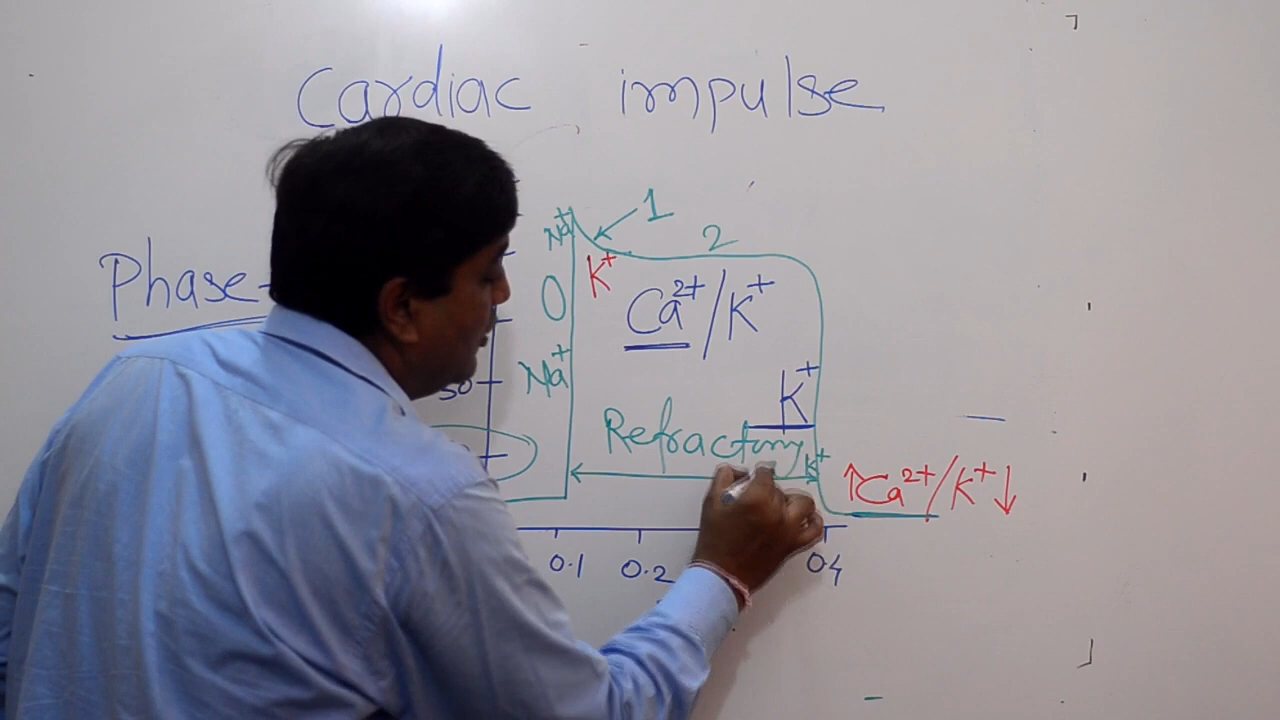 Cardiac impulse
1
Na+
2
K+
Phase-
0
Ca2+/K+
Na+
K+
Refractory
K+
↑Ca2+/K+↓
0.1 0.2 0.4